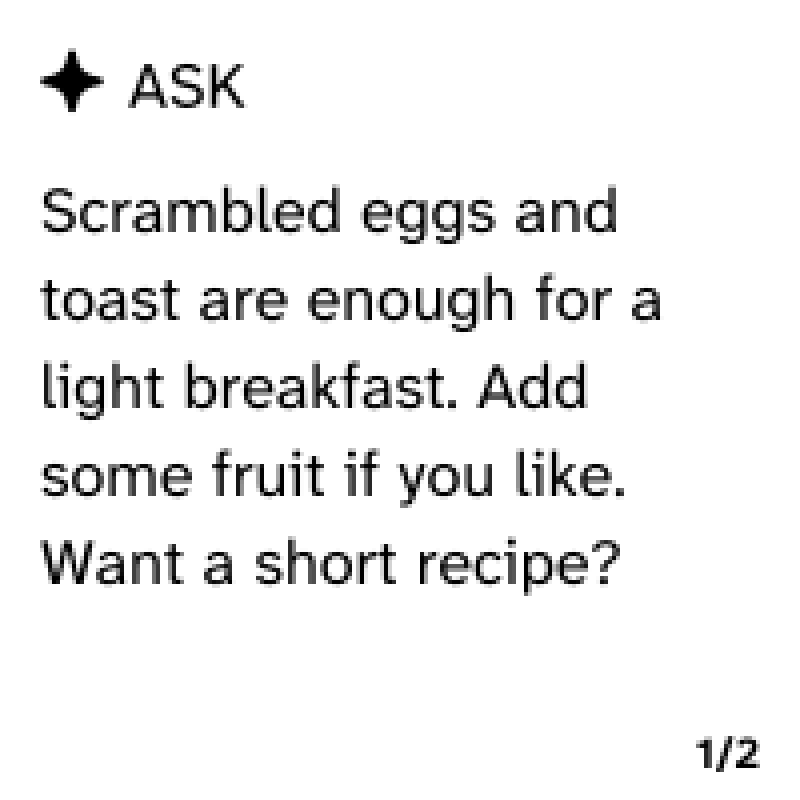 ASK
Scrambled eggs and
toast are enough for a
light breakfast. Add
some fruit if you like.
Want a short recipe?
1/2